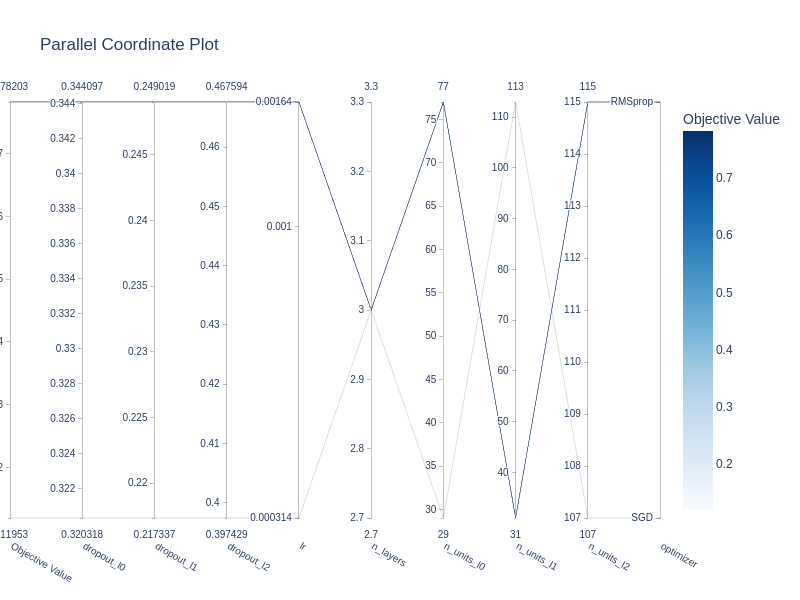 Parallel Coordinate Plot
78203 0.344097 0.249019 0.467594 3.3 77 113 115
0.344 0.342 0.34 0.338 0.336 0.334 0.332 0.33 0.328 0.326 0.324 0.322
0.245 0.24 0.235 0.23 0.225 0.22
0.46 0.45 0.44 0.43 0.42 0.41 0.4
0.00164 0.001 0.000314
3.3 3.2 3.1 3 2.9 2.8 2.7
75 70 65 60 55 50 45 40 35 30
110 100 90 80 70 60 50 40
115 114 113 112 111 110 109 108 107
RMSprop SGD
11953 0.320318 0.217337 0.397429 2.7 29 31 107
Objective Value dropout_l0 dropout_l1 dropout_l2 lr n_layers n_units_l0 n_units_l1 n_units_l2 optimizer
Objective Value
0.7
0.6
0.5
0.4
0.3
0.2